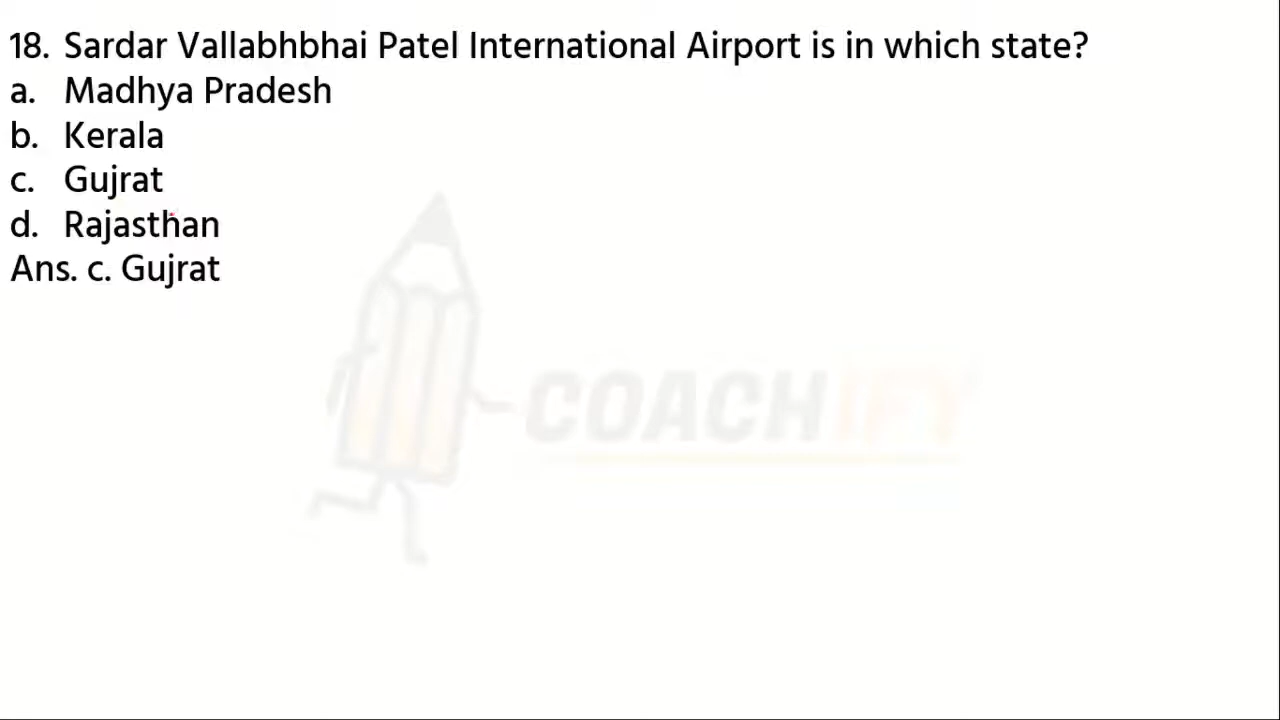 18. Sardar Vallabhbhai Patel International Airport is in which state?
a. Madhya Pradesh
b. Kerala
c. Gujrat
d. Rajasthan
Ans. c. Gujrat
COACHIFY